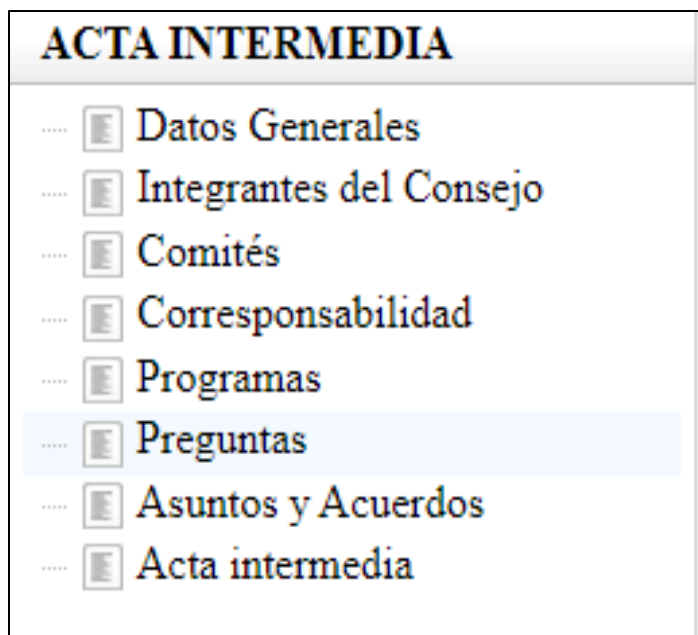 ACTA INTERMEDIA
Datos Generales
Integrantes del Consejo
Comités
Corresponsabilidad
Programas
Preguntas
Asuntos y Acuerdos
Acta intermedia